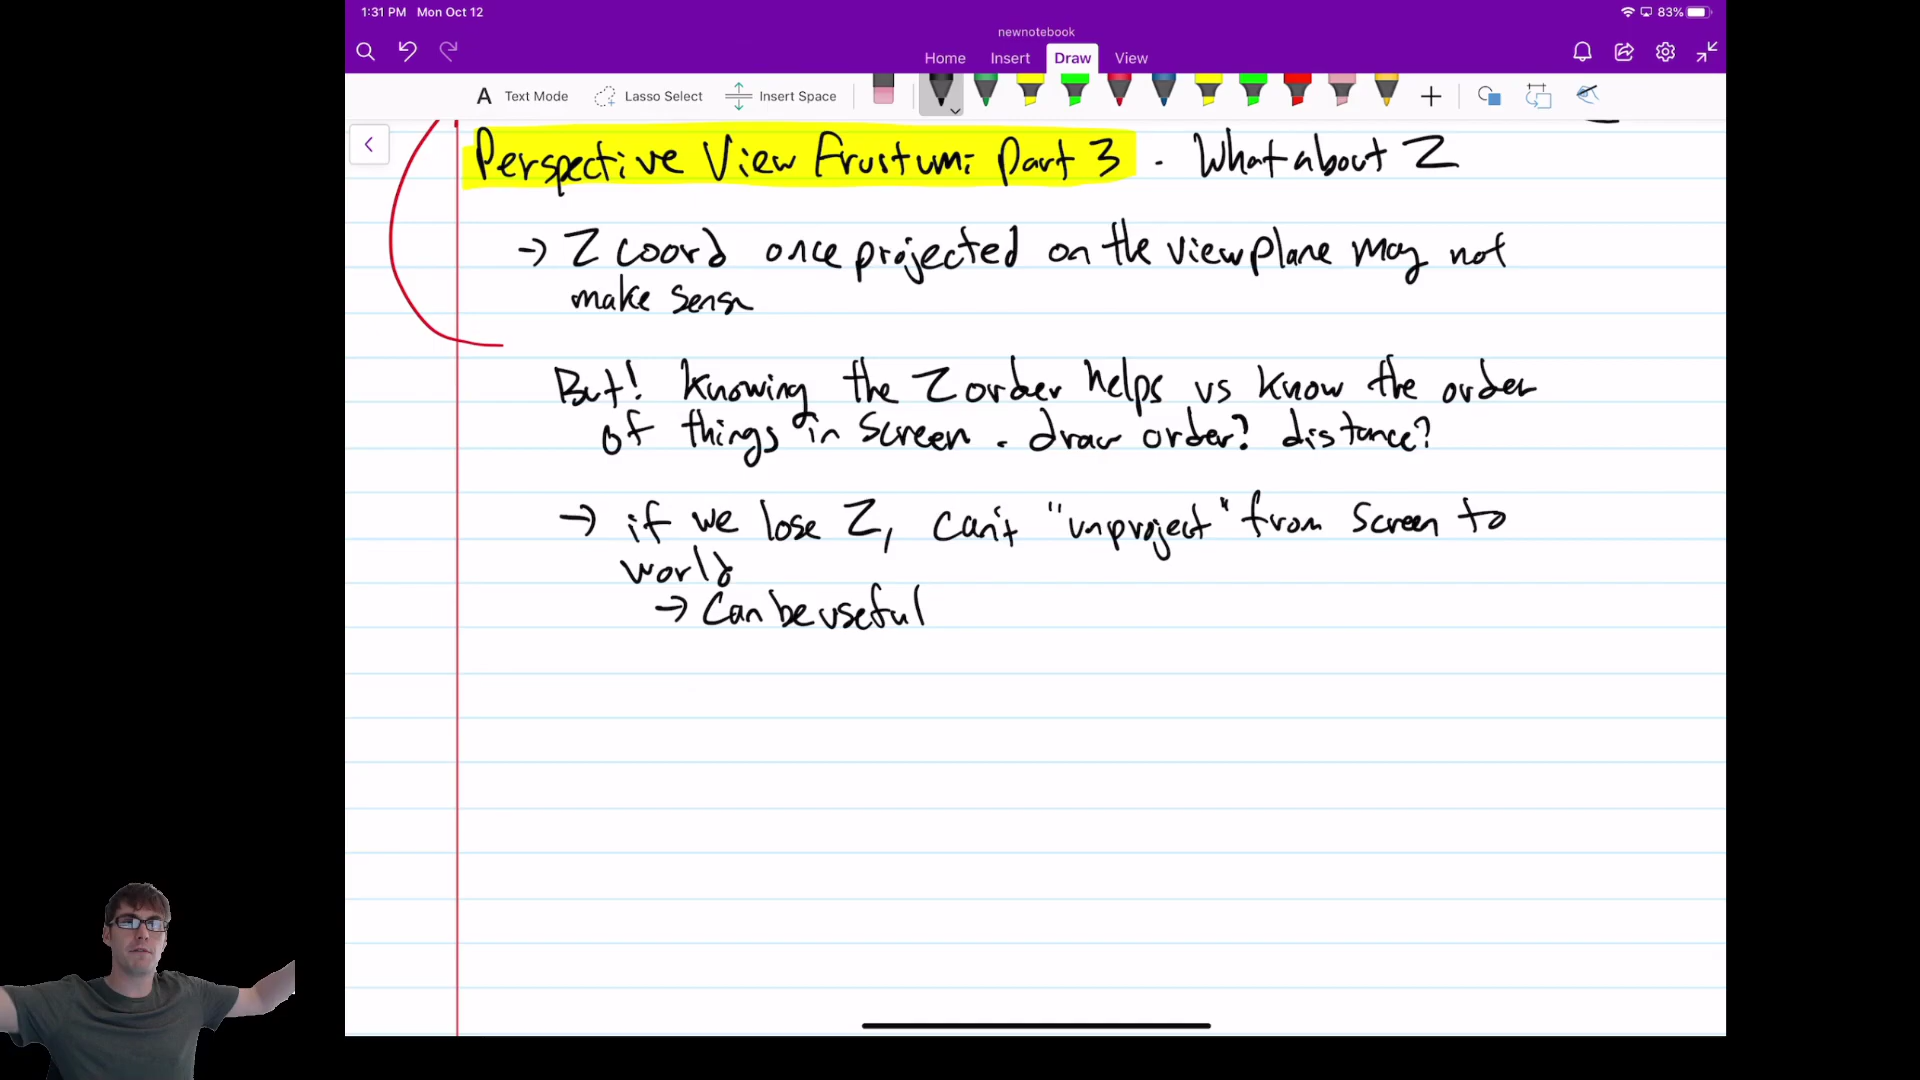 1:31 PM Mon Oct 12
83%
newnotebook
Home Insert Draw View
A Text Mode Lasso Select Insert Space
Perspective View Frustum: Part 3 - What about Z
→ Z coord once projected on the view plane may not
make sense
But! Knowing the Z order helps us know the order
of things in screen. draw order? distance?
→ if we lose Z, can't "unproject" from screen to
world
→ Can be useful